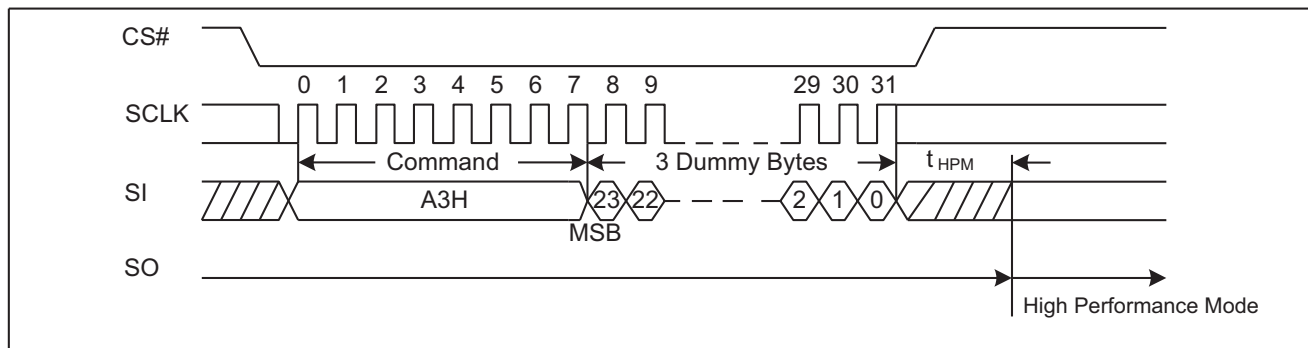 CS#
0 1 2 3 4 5 6 7 8 9 29 30 31
SCLK
Command 3 Dummy Bytes tHPM
SI A3H 23 22 2 1 0
MSB
SO
High Performance Mode